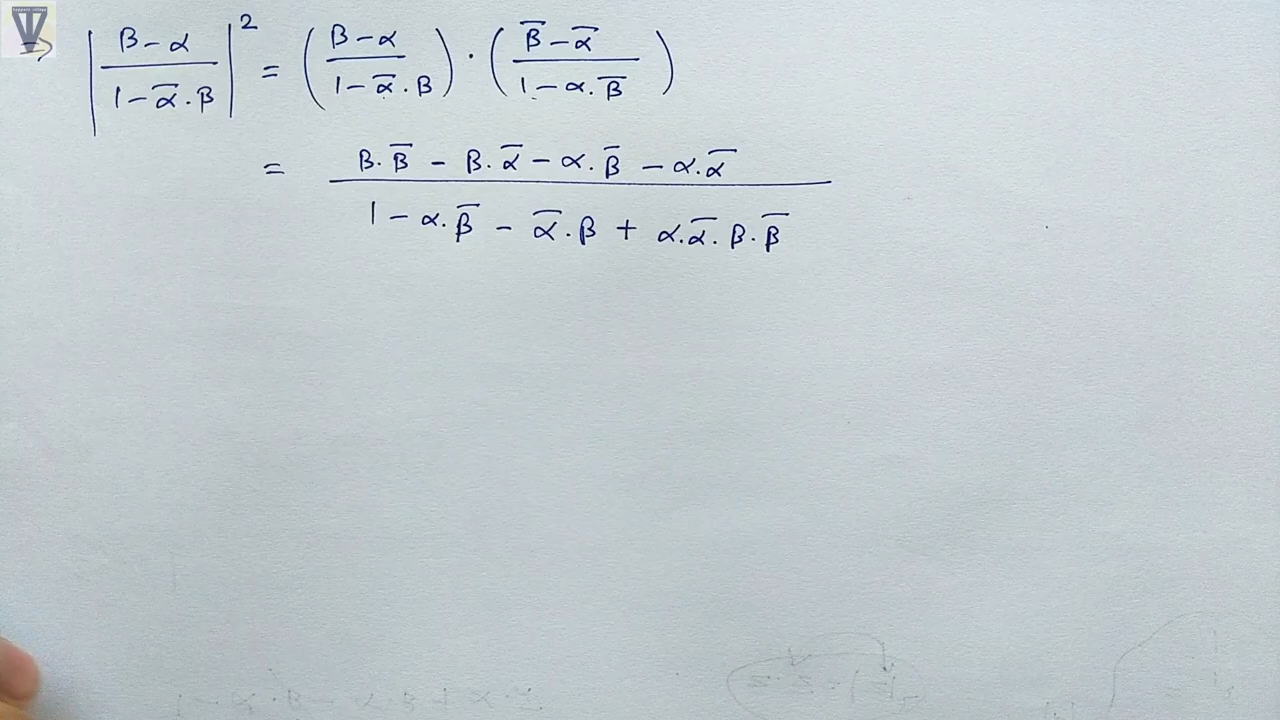 |β-α / 1-ᾱ.β|² = (β-α / 1-ᾱ.β) . (β̄-ᾱ / 1-α.β̄)
= β.β̄ - β.ᾱ - α.β̄ - α.ᾱ / 1 - α.β̄ - ᾱ.β + α.ᾱ.β.β̄